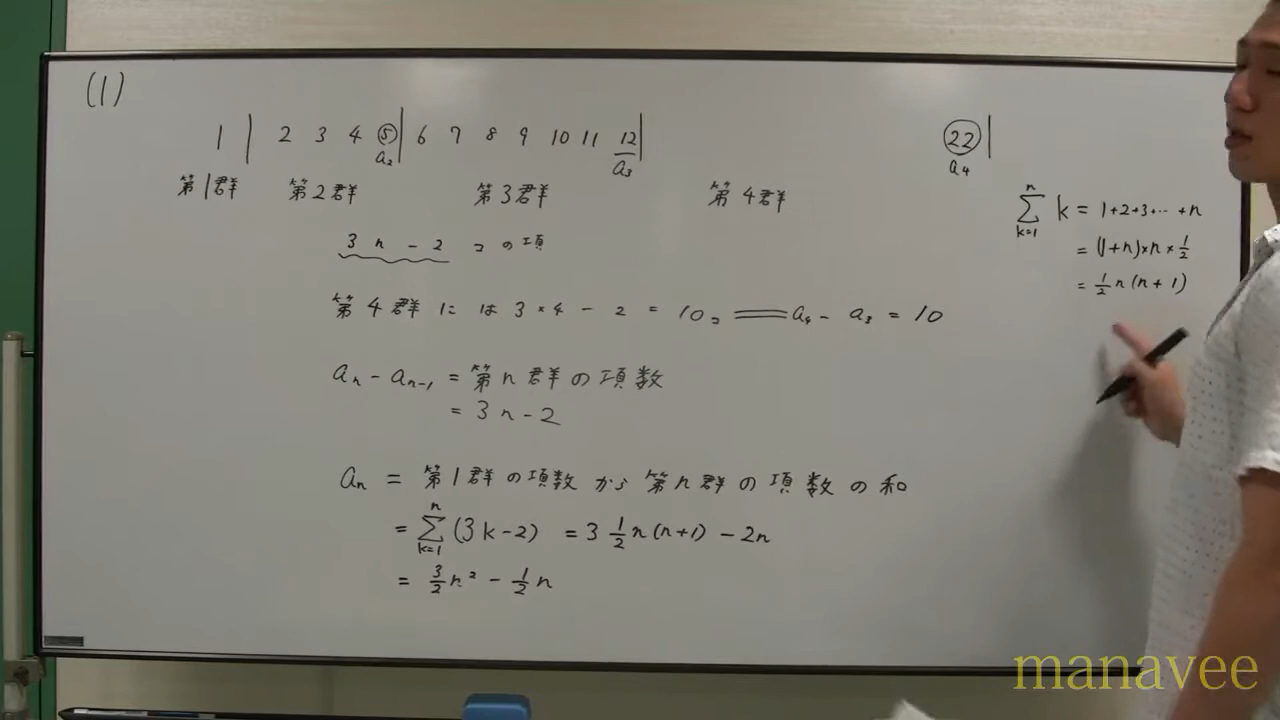 (1)
1 | 2 3 4 ⑤ | 6 7 8 9 10 11 12 | 22 |
a₂ a₃ a₄
第1群 第2群 第3群 第4群
3n-2 コの項
第4群には 3×4-2=10コ ══ a₄-a₃=10
aₙ-aₙ₋₁=第n群の項数
=3n-2
aₙ = 第1群の項数から第n群の項数の和
= Σ_{k=1}^{n} (3k-2) = 3 1/2 n(n+1) - 2n
= 3/2 n² - 1/2 n
Σ_{k=1}^{n} k = 1+2+3+…+n
= (1+n)×n×1/2
= 1/2 n(n+1)
manavee